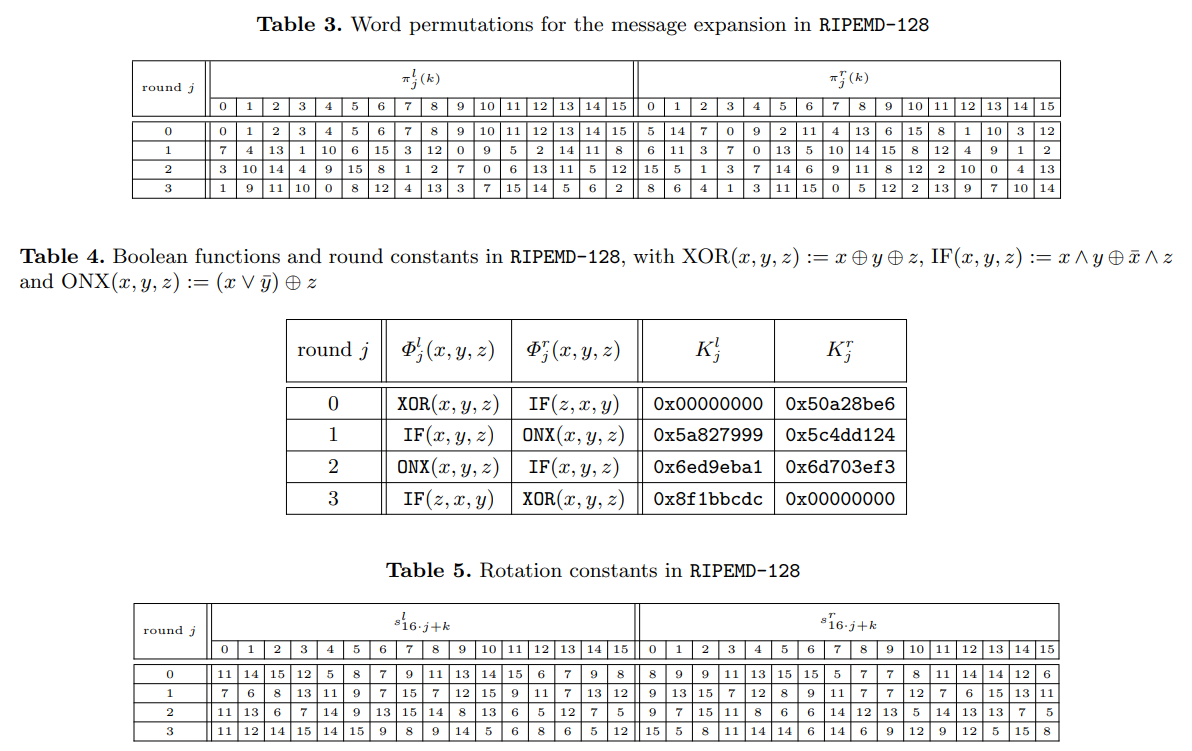 Table 3. Word permutations for the message expansion in RIPEMD-128
round j π^l_j(k) π^r_j(k)
0 1 2 3 4 5 6 7 8 9 10 11 12 13 14 15 0 1 2 3 4 5 6 7 8 9 10 11 12 13 14 15
0 0 1 2 3 4 5 6 7 8 9 10 11 12 13 14 15 5 14 7 0 9 2 11 4 13 6 15 8 1 10 3 12
1 7 4 13 1 10 6 15 3 12 0 9 5 2 14 11 8 6 11 3 7 0 13 5 10 14 15 8 12 4 9 1 2
2 3 10 14 4 9 15 8 1 2 7 0 6 13 11 5 12 15 5 1 3 7 14 6 9 11 8 12 2 10 0 4 13
3 1 9 11 10 0 8 12 4 13 3 7 15 14 5 6 2 8 6 4 1 3 11 15 0 5 12 2 13 9 7 10 14
Table 4. Boolean functions and round constants in RIPEMD-128, with XOR(x, y, z) := x ⊕ y ⊕ z, IF(x, y, z) := x ∧ y ⊕ x̄ ∧ z
and ONX(x, y, z) := (x ∨ ȳ) ⊕ z
round j Φ^l_j(x, y, z) Φ^r_j(x, y, z) K^l_j K^r_j
0 XOR(x, y, z) IF(z, x, y) 0x00000000 0x50a28be6
1 IF(x, y, z) ONX(x, y, z) 0x5a827999 0x5c4dd124
2 ONX(x, y, z) IF(x, y, z) 0x6ed9eba1 0x6d703ef3
3 IF(z, x, y) XOR(x, y, z) 0x8f1bbcdc 0x00000000
Table 5. Rotation constants in RIPEMD-128
round j s^l_16·j+k s^r_16·j+k
0 1 2 3 4 5 6 7 8 9 10 11 12 13 14 15 0 1 2 3 4 5 6 7 8 9 10 11 12 13 14 15
0 11 14 15 12 5 8 7 9 11 13 14 15 6 7 9 8 8 9 9 11 13 15 15 5 7 7 8 11 14 14 12 6
1 7 6 8 13 11 9 7 15 7 12 15 9 11 7 13 12 9 13 15 7 12 8 9 11 7 7 12 7 6 15 13 11
2 11 13 6 7 14 9 13 15 14 8 13 6 5 12 7 5 9 7 15 11 8 6 6 14 12 13 5 14 13 13 7 5
3 11 12 14 15 14 15 9 8 9 14 5 6 8 6 5 12 15 5 8 11 14 14 6 14 6 9 12 9 12 5 15 8